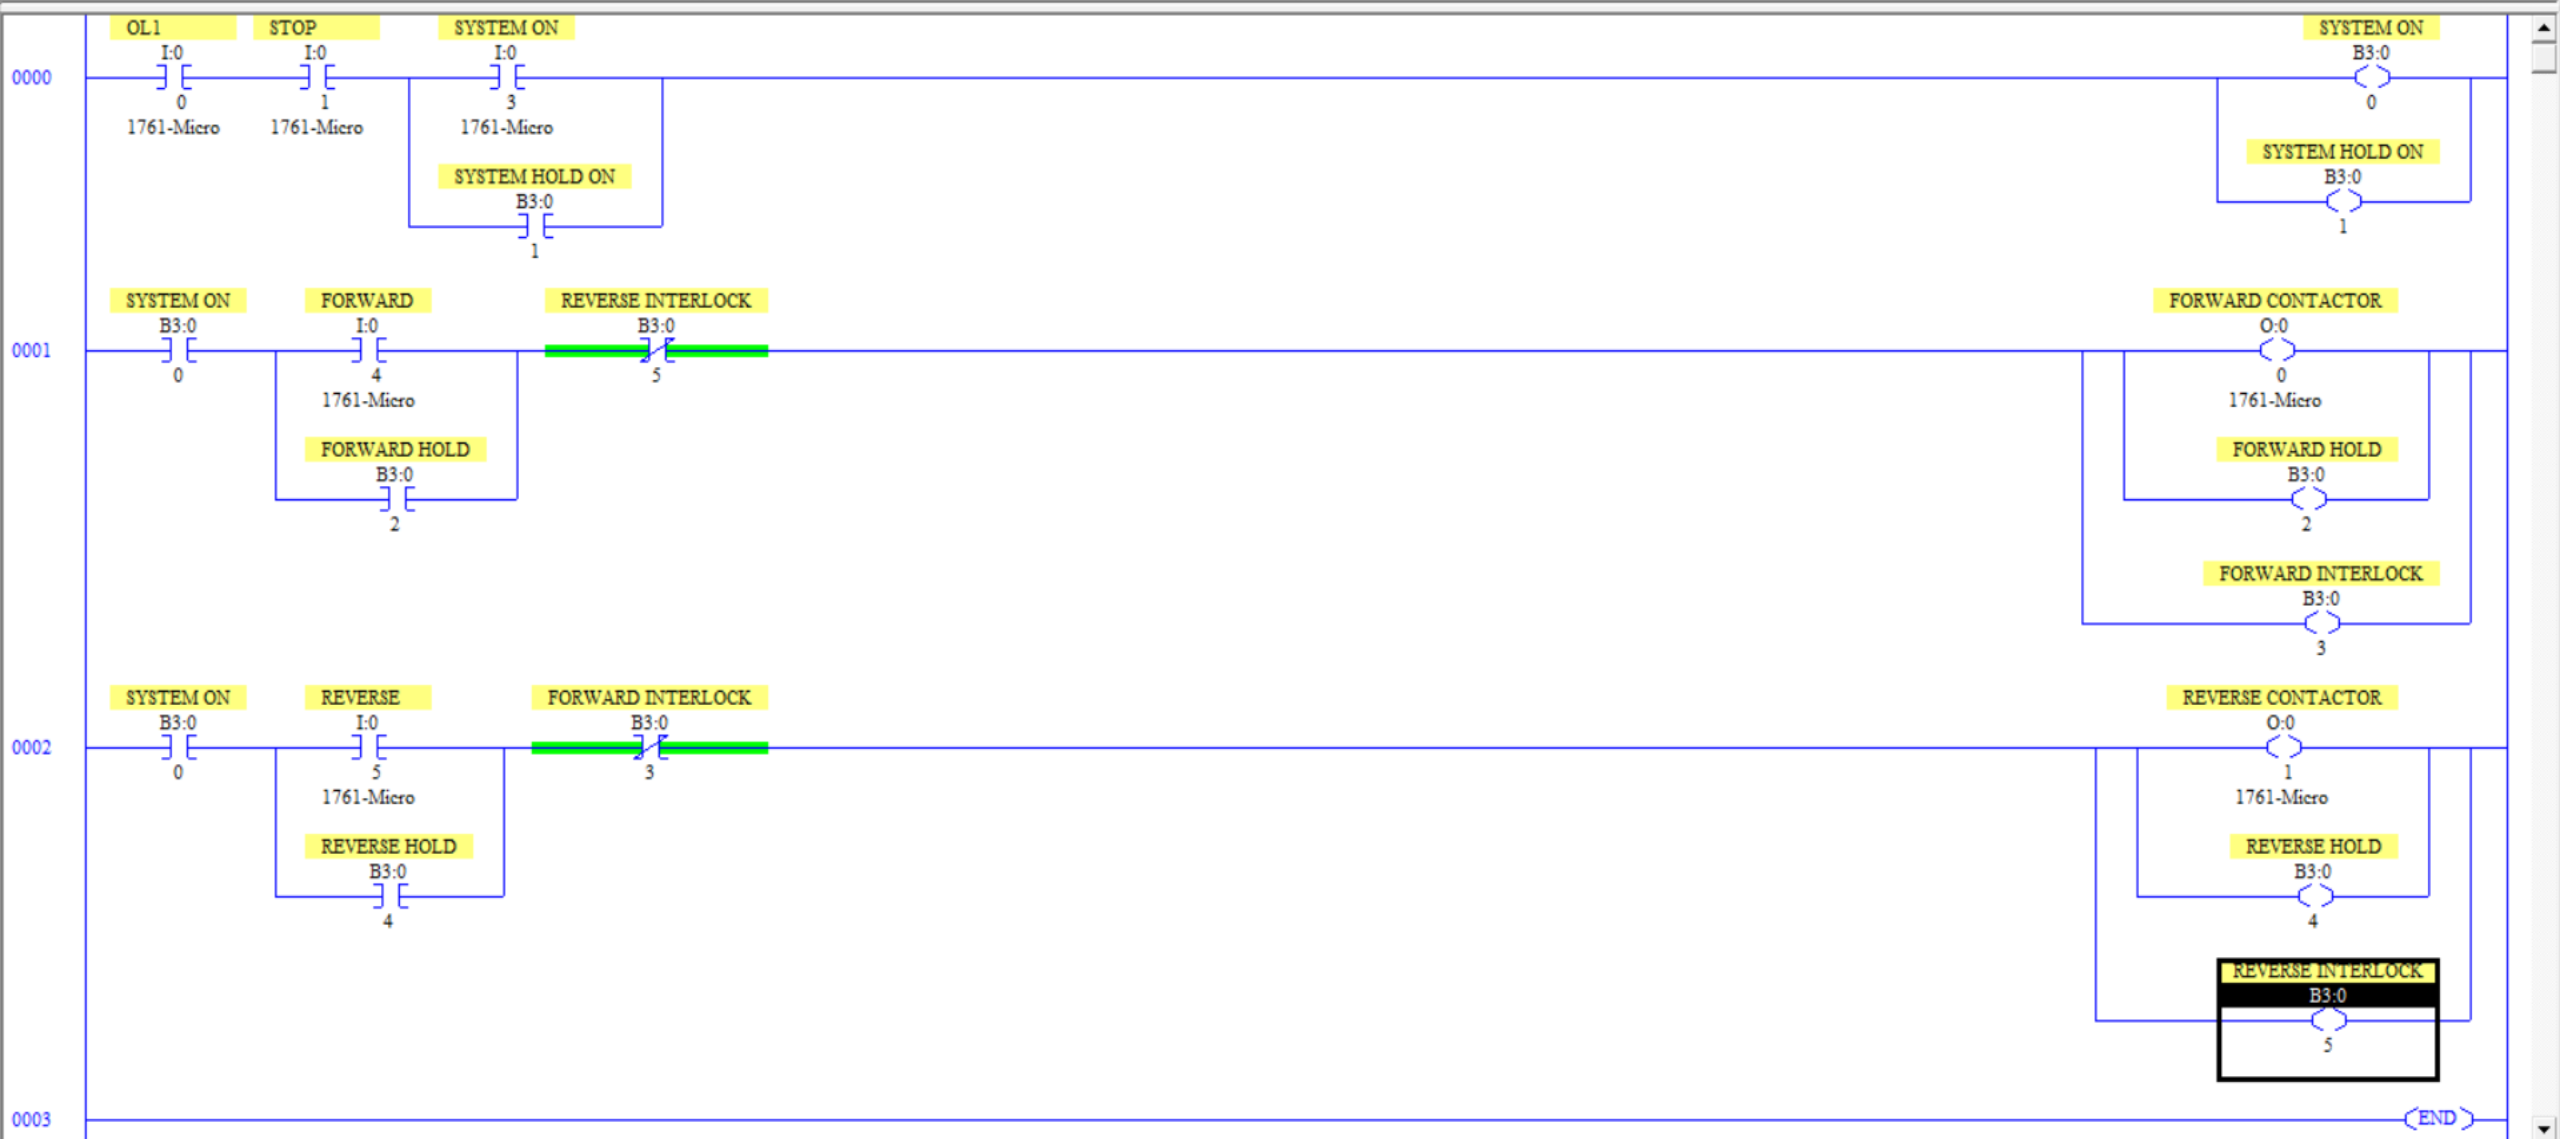 OL1 STOP SYSTEM ON SYSTEM ON
I:0 I:0 I:0 B3:0
0000
0 1 3 0
1761-Micro 1761-Micro 1761-Micro
SYSTEM HOLD ON
SYSTEM HOLD ON B3:0
B3:0 1
1
SYSTEM ON FORWARD REVERSE INTERLOCK FORWARD CONTACTOR
B3:0 I:0 B3:0 O:0
0001
0 4 5 0
1761-Micro 1761-Micro
FORWARD HOLD FORWARD HOLD
B3:0 B3:0
2 2
FORWARD INTERLOCK
B3:0
3
SYSTEM ON REVERSE FORWARD INTERLOCK REVERSE CONTACTOR
B3:0 I:0 B3:0 O:0
0002
0 5 3 1
1761-Micro 1761-Micro
REVERSE HOLD REVERSE HOLD
B3:0 B3:0
4 4
REVERSE INTERLOCK
B3:0
5
0003 END